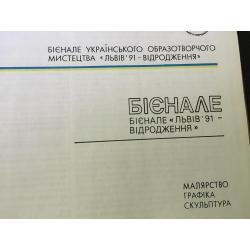 БІЄНАЛЕ УКРАЇНСЬКОГО ОБРАЗОТВОРЧОГО
МИСТЕЦТВА «ЛЬВІВ'91 – ВІДРОДЖЕННЯ»
БІЄНАЛЕ
БІЄНАЛЕ «ЛЬВІВ'91 –
ВІДРОДЖЕННЯ»
МАЛЯРСТВО
ГРАФІКА
СКУЛЬПТУРА